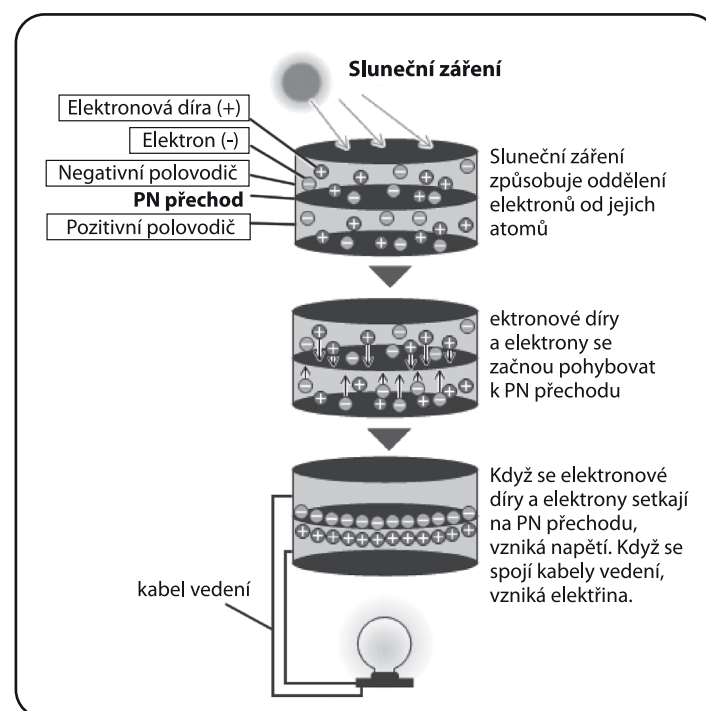 Sluneční záření
Elektronová díra (+)
Elektron (-)
Negativní polovodič
PN přechod
Pozitivní polovodič
Sluneční záření
způsobuje oddělení
elektronů od jejich
atomů
ektronové díry
a elektrony se
začnou pohybovat
k PN přechodu
Když se elektronové
díry a elektrony setkají
na PN přechodu,
vzniká napětí. Když se
spojí kabely vedení,
vzniká elektřina.
kabel vedení